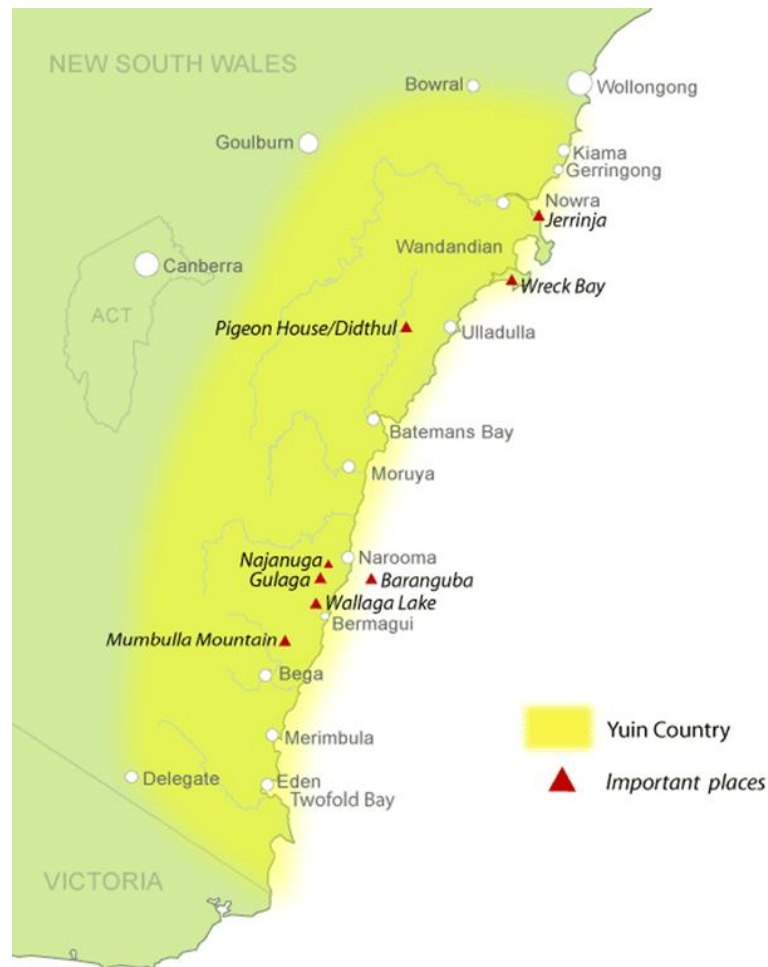 NEW SOUTH WALES
Bowral
Wollongong
Goulburn
Kiama
Gerringong
Nowra
Jerrinja
Wandandian
Canberra
Wreck Bay
ACT
Pigeon House/Didthul
Ulladulla
Batemans Bay
Moruya
Najanuga
Narooma
Gulaga
Baranguba
Wallaga Lake
Bermagui
Mumbulla Mountain
Bega
Yuin Country
Merimbula
Delegate
Eden
Important places
Twofold Bay
VICTORIA